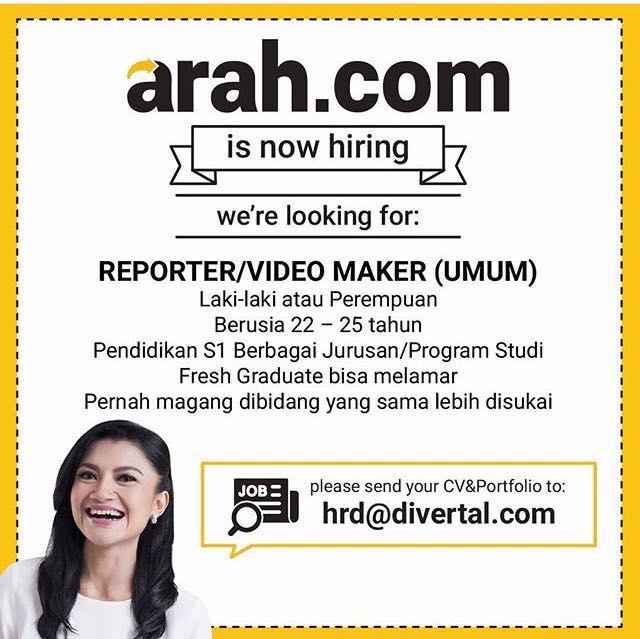 arah.com
is now hiring
we're looking for:
REPORTER/VIDEO MAKER (UMUM)
Laki-laki atau Perempuan
Berusia 22 – 25 tahun
Pendidikan S1 Berbagai Jurusan/Program Studi
Fresh Graduate bisa melamar
Pernah magang dibidang yang sama lebih disukai
JOB
please send your CV&Portfolio to:
hrd@divertal.com